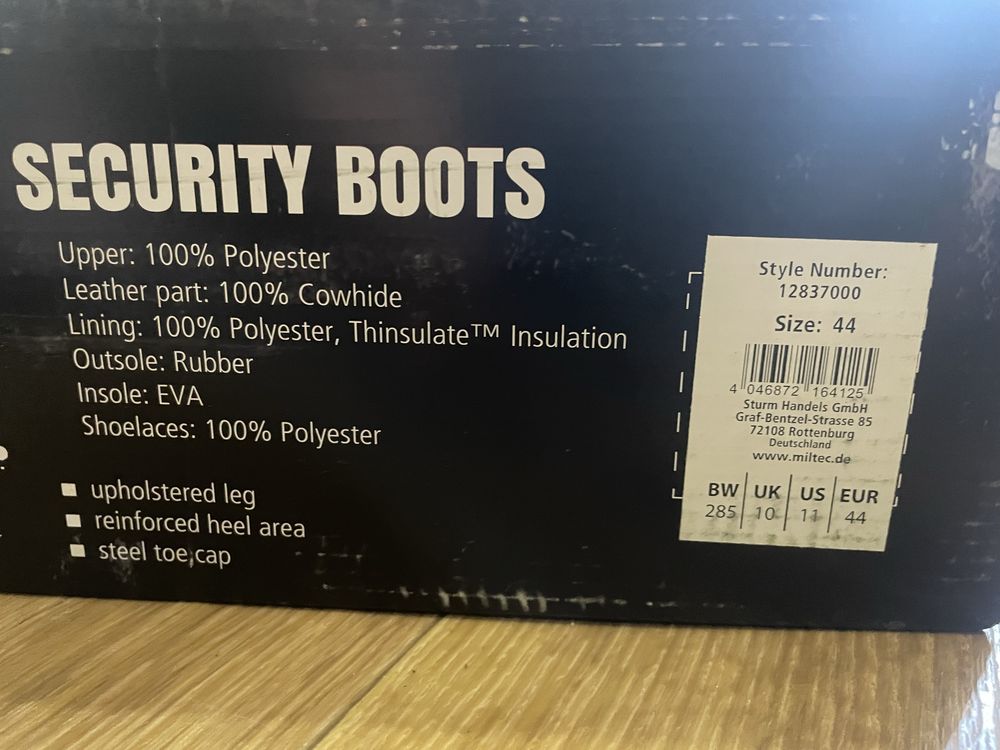 SECURITY BOOTS
Upper: 100% Polyester
Leather part: 100% Cowhide
Lining: 100% Polyester, Thinsulate™ Insulation
Outsole: Rubber
Insole: EVA
Shoelaces: 100% Polyester
upholstered leg
reinforced heel area
steel toe cap
Style Number:
12837000
Size: 44
4 046872 164125
Sturm Handels GmbH
Graf-Bentzel-Strasse 85
72108 Rottenburg
Deutschland
www.miltec.de
BW UK US EUR
285 10 11 44